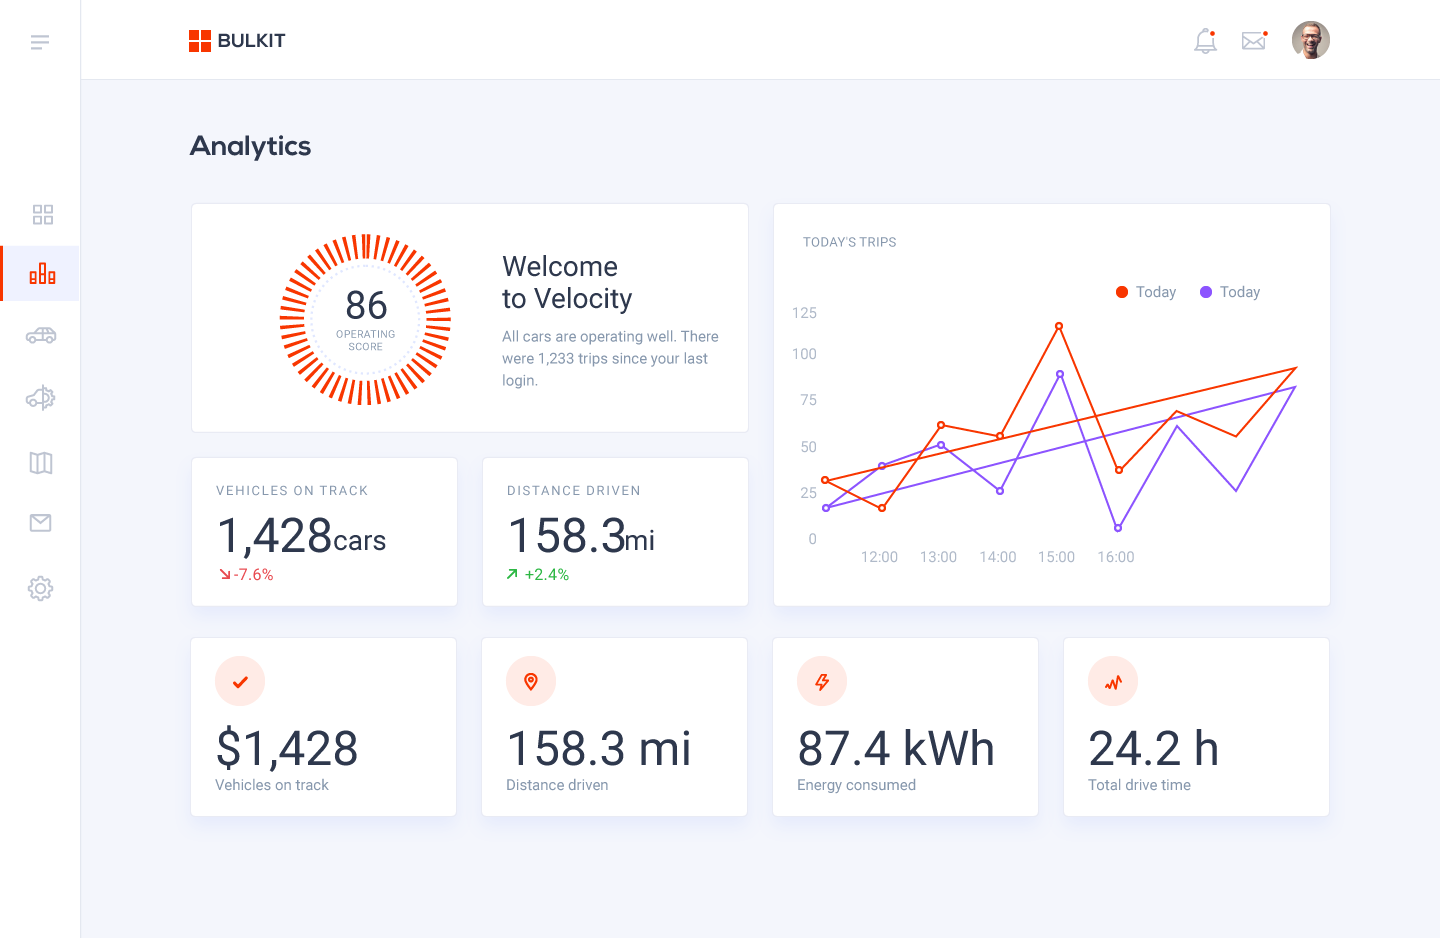 BULKIT
Analytics
86
OPERATING
SCORE
Welcome
to Velocity
All cars are operating well. There
were 1,233 trips since your last
login.
TODAY'S TRIPS
Today
Today
125
100
75
50
25
0
12:00
13:00
14:00
15:00
16:00
VEHICLES ON TRACK
1,428cars
-7.6%
DISTANCE DRIVEN
158.3mi
+2.4%
$1,428
Vehicles on track
158.3 mi
Distance driven
87.4 kWh
Energy consumed
24.2 h
Total drive time